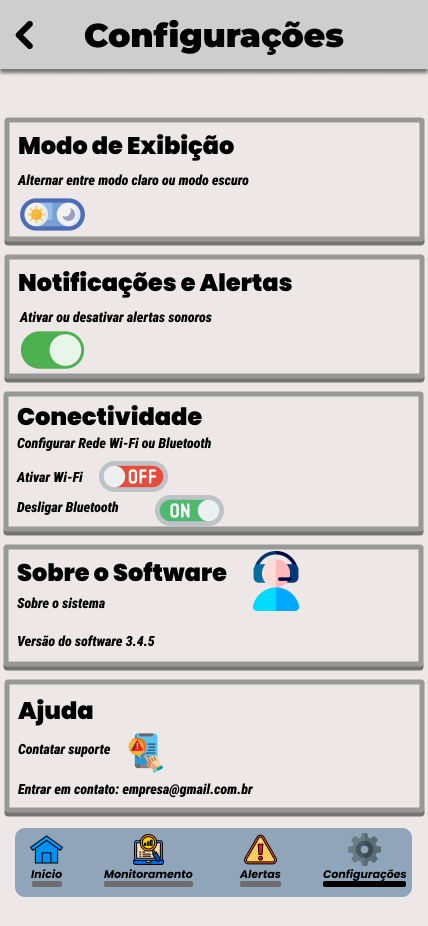 Configurações
Modo de Exibição
Alternar entre modo claro ou modo escuro
Notificações e Alertas
Ativar ou desativar alertas sonoros
Conectividade
Configurar Rede Wi-Fi ou Bluetooth
Ativar Wi-Fi OFF
Desligar Bluetooth ON
Sobre o Software
Sobre o sistema
Versão do software 3.4.5
Ajuda
Contatar suporte
Entrar em contato: empresa@gmail.com.br
Início Monitoramento Alertas Configurações